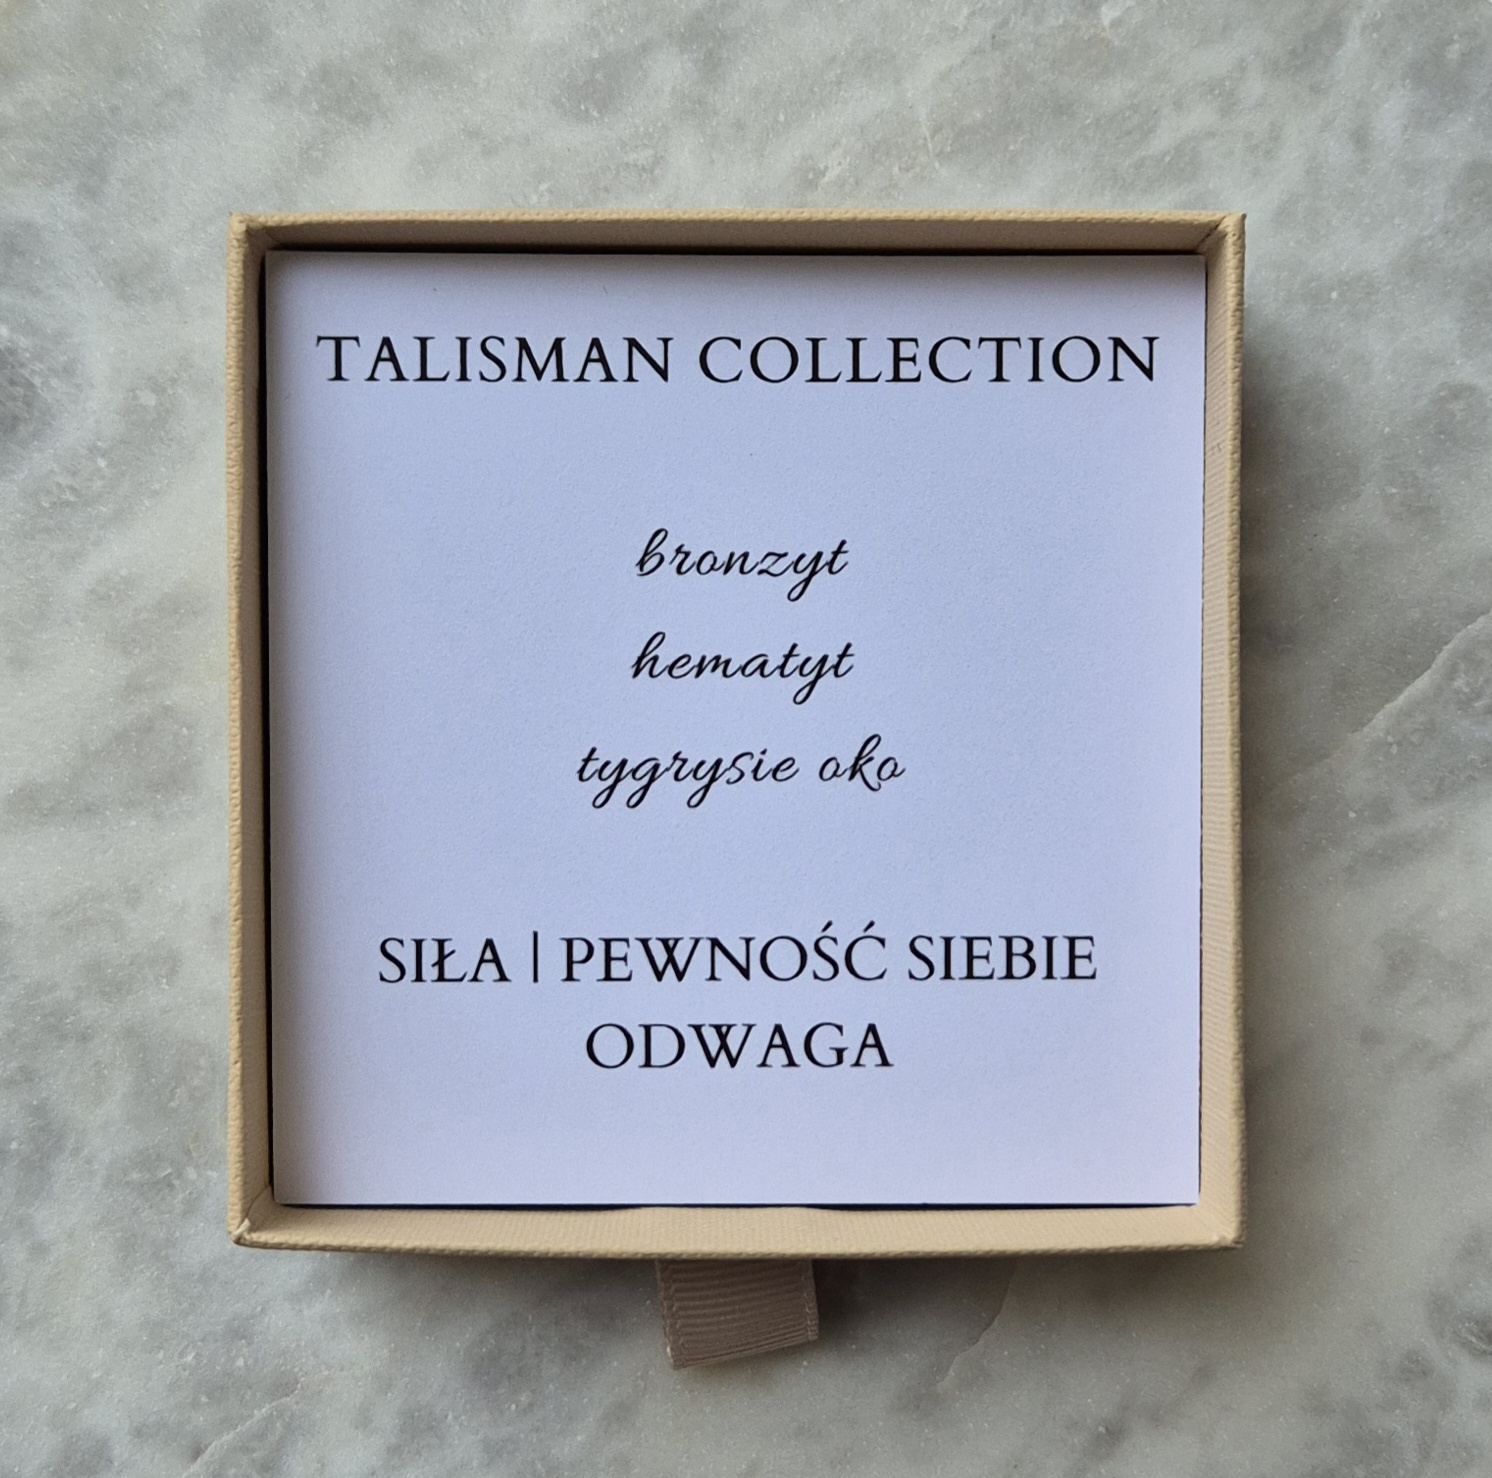 TALISMAN COLLECTION
bronzyt
hematyt
tygrysie oko
SIŁA | PEWNOŚĆ SIEBIE
ODWAGA